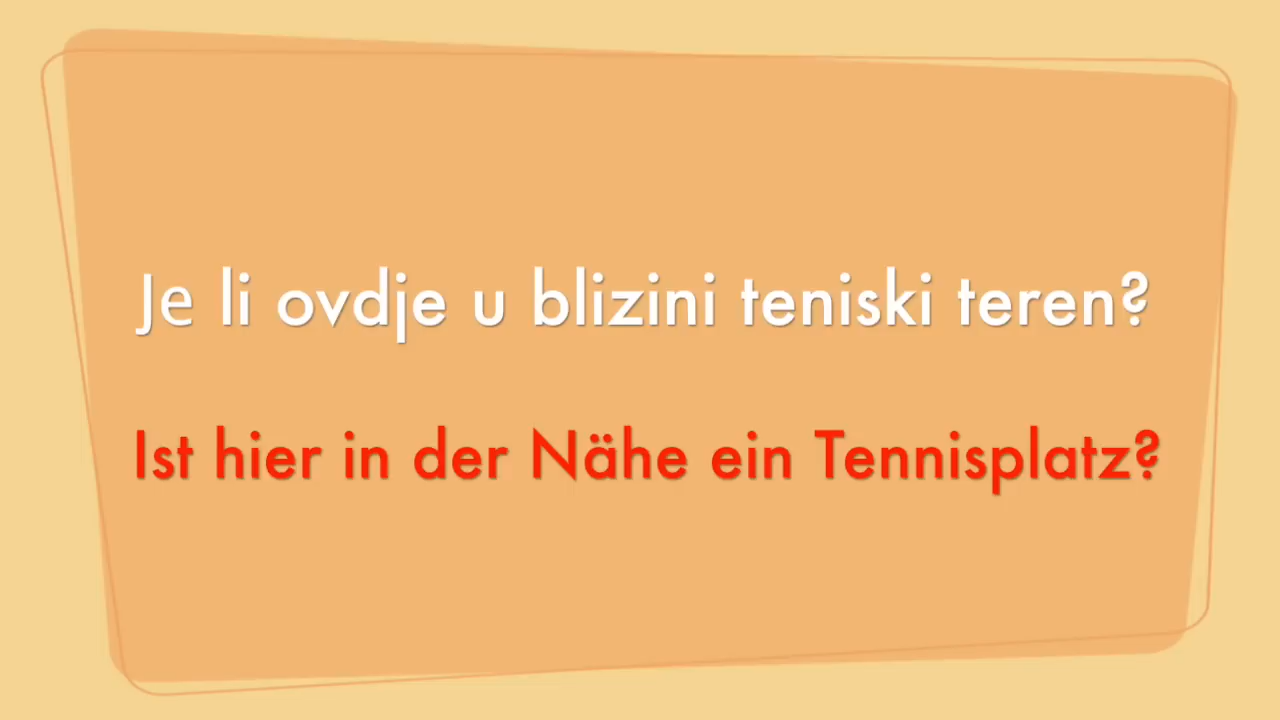 Je li ovdje u blizini teniski teren?
Ist hier in der Nähe ein Tennisplatz?